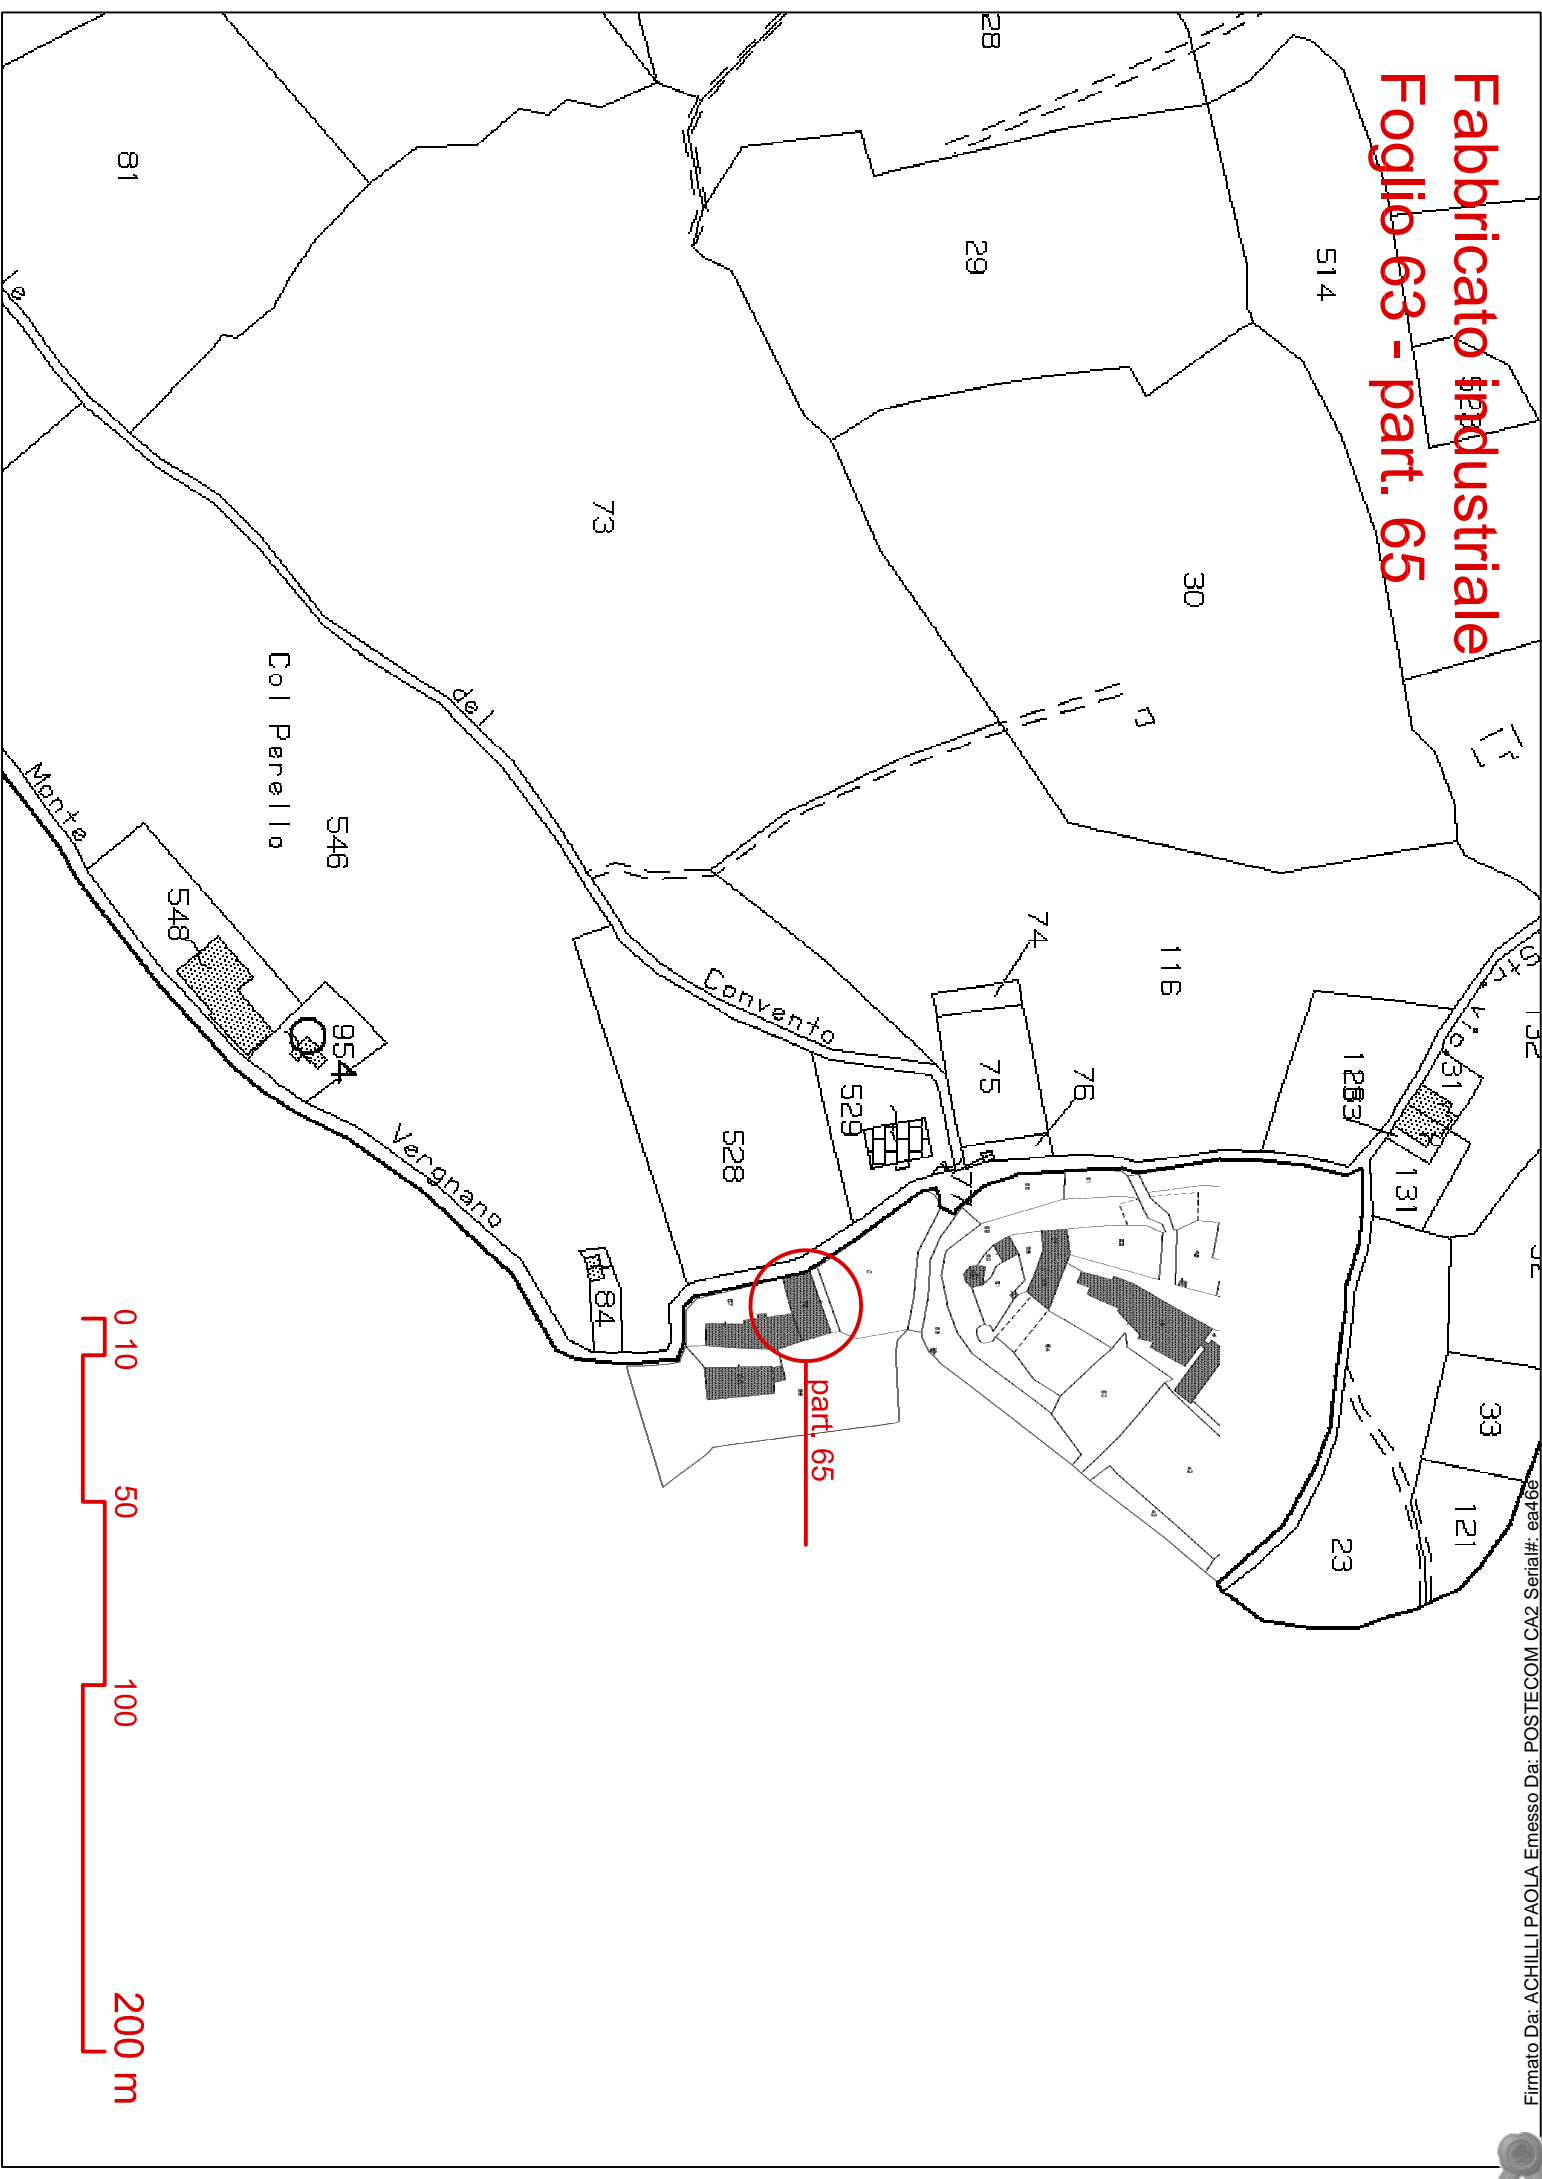 Fabbricato industriale
Foglio 63 - part. 65
28
514
29
81
73
30
e
del
Col Perello
Monte
546
548
954
Convento
74
116
75
76
529
528
Vergnano
84
131
33
121
23
part. 65
0 10 50 100 200 m
Firmato Da: ACHILLI PAOLA Emesso Da: POSTECOM CA2 Serial#: ea46e